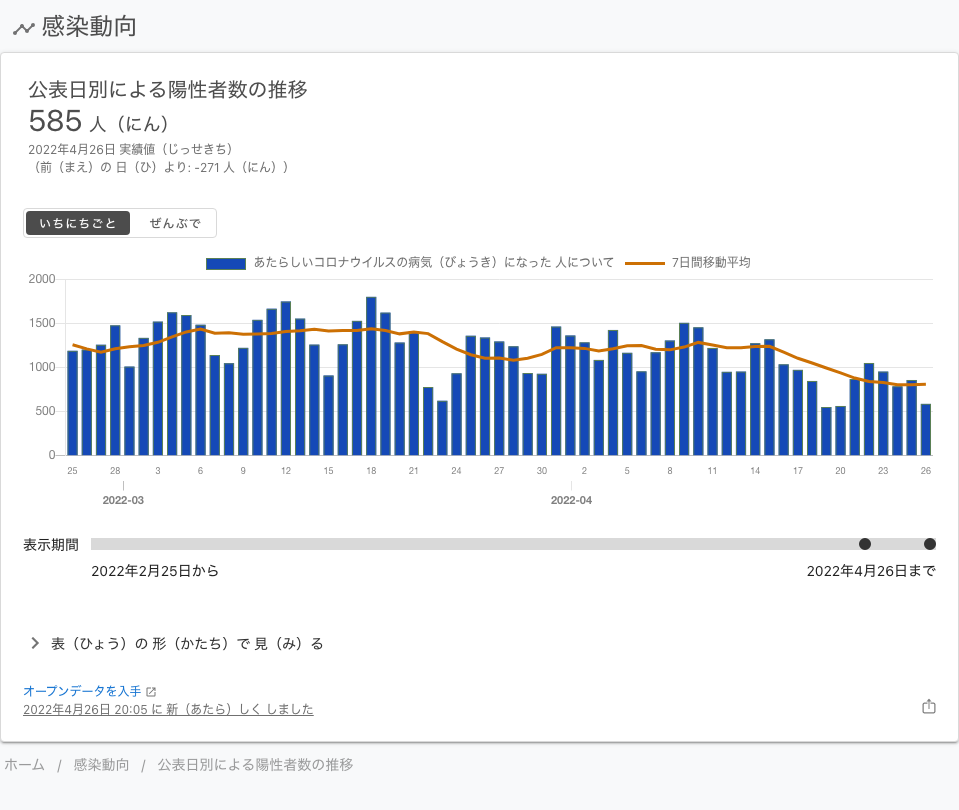 感染動向
公表日別による陽性者数の推移
585 人（にん）
2022年4月26日 実績値（じっせきち）
（前（まえ）の 日（ひ）より: -271 人（にん））
いちにちごと ぜんぶで
あたらしいコロナウイルスの病気（びょうき）になった 人について 7日間移動平均
2000
1500
1000
500
0
25 28 3 6 9 12 15 18 21 24 27 30 2 5 8 11 14 17 20 23 26
2022-03 2022-04
表示期間
2022年2月25日から 2022年4月26日まで
表（ひょう）の 形（かたち）で 見（み）る
オープンデータを入手
2022年4月26日 20:05 に 新（あたら）しく しました
ホーム / 感染動向 / 公表日別による陽性者数の推移